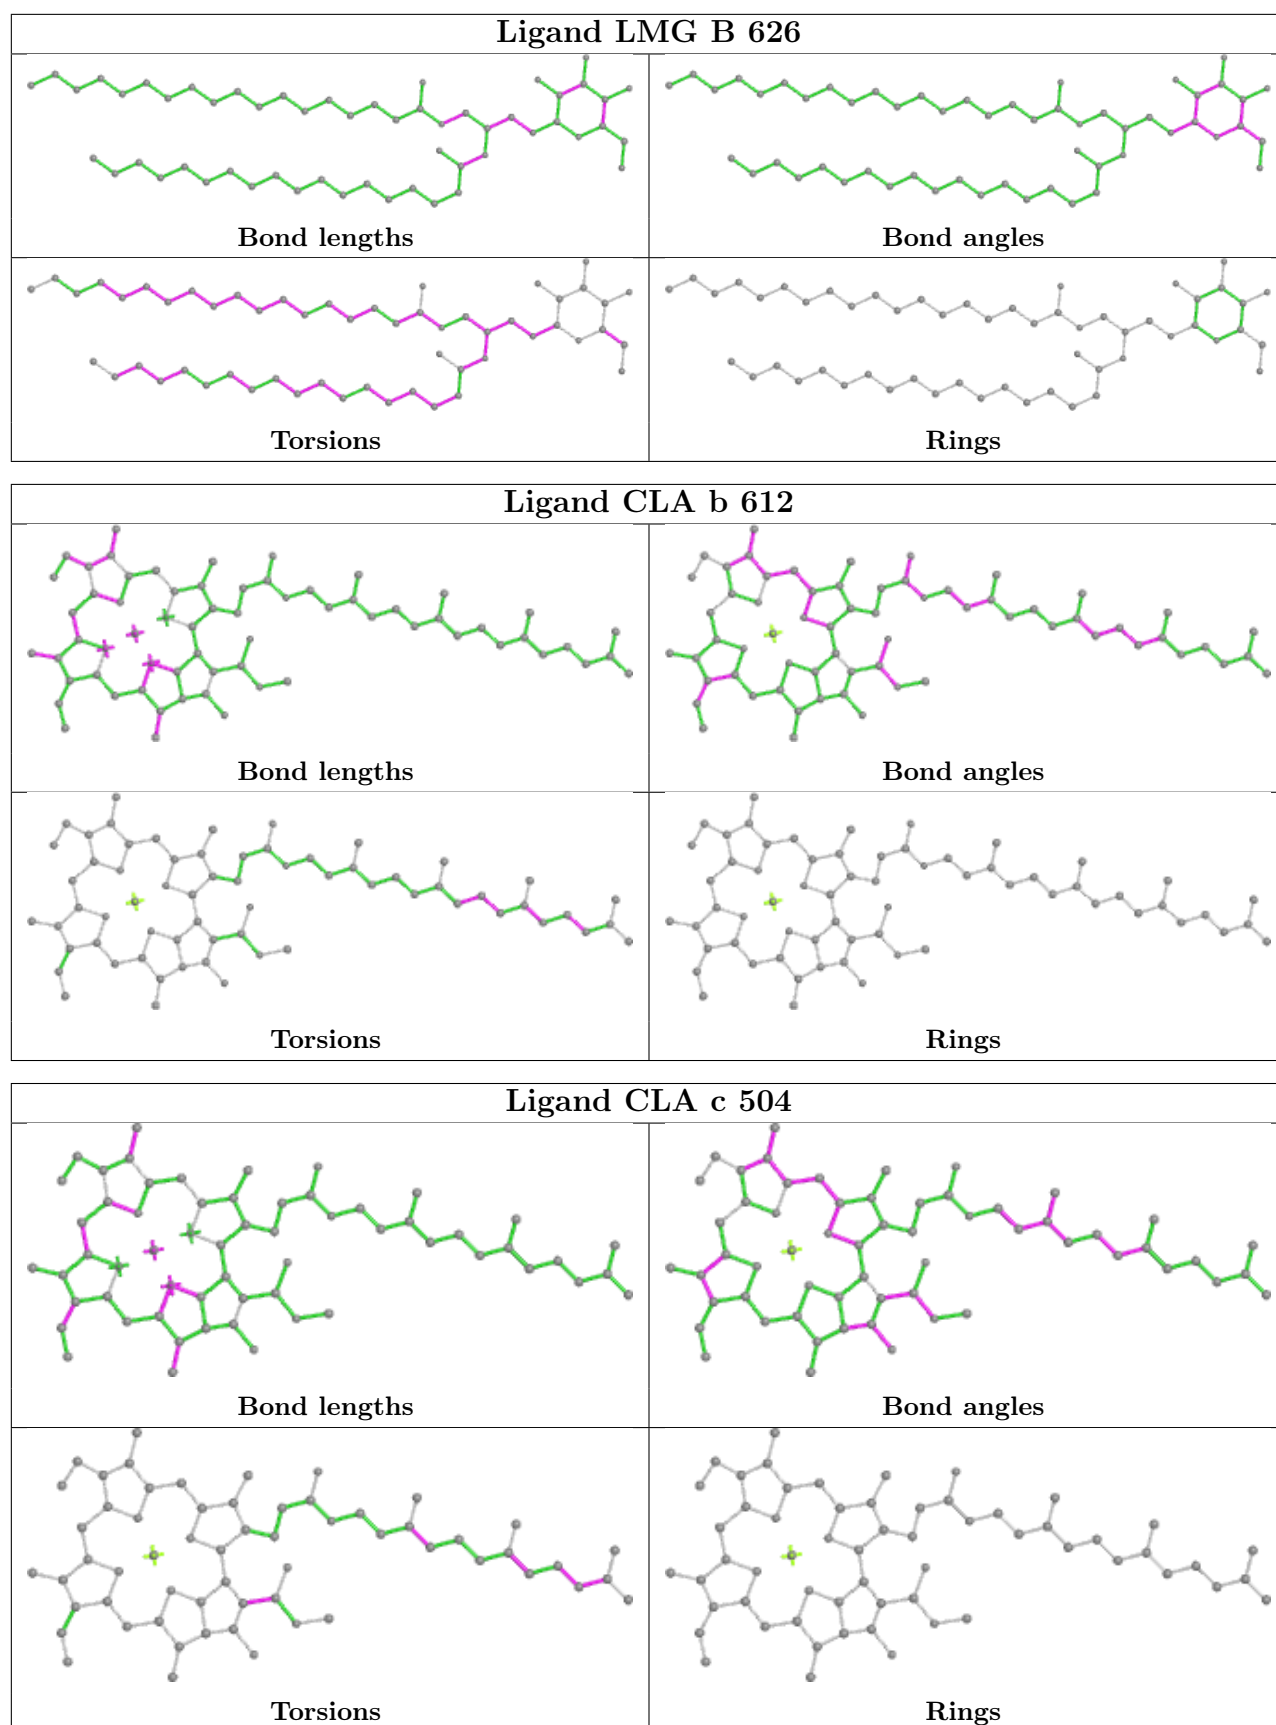 Ligand LMG B 626
Bond lengths
Bond angles
Torsions
Rings
Ligand CLA b 612
Bond lengths
Bond angles
Torsions
Rings
Ligand CLA c 504
Bond lengths
Bond angles
Torsions
Rings